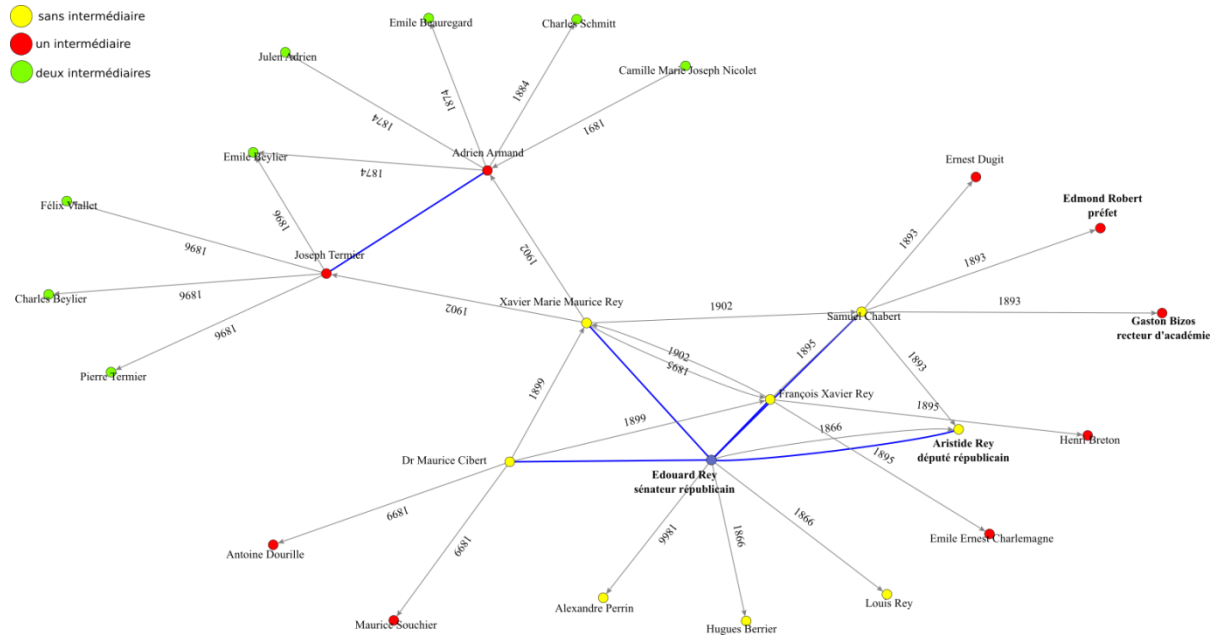 sans intermédiaire
un intermédiaire
deux intermédiaires
Emile Beauregard
Charles Schmitt
Julen Adrien
Camille Marie Joseph Nicolet
1874
1884
1874
1891
Emile Beylier
Adrien Armand
1874
Ernest Dugit
Félix Viallet
1896
Edmond Robert
préfet
1896
1902
1893
Joseph Termier
1893
Charles Beylier
1896
Xavier Marie Maurice Rey
1902
1902
1893
Samuel Chabert
Gaston Bizos
recteur d'académie
1896
1902
1895
1895
1893
Pierre Termier
1899
François Xavier Rey
1895
1899
1866
Henri Breton
Aristide Rey
député républicain
Dr Maurice Cibert
1895
Edouard Rey
sénateur républicain
1899
1866
1866
1866
1899
Emile Ernest Charlemagne
Antoine Dourille
Alexandre Perrin
Louis Rey
Maurice Souchier
Hugues Berrier